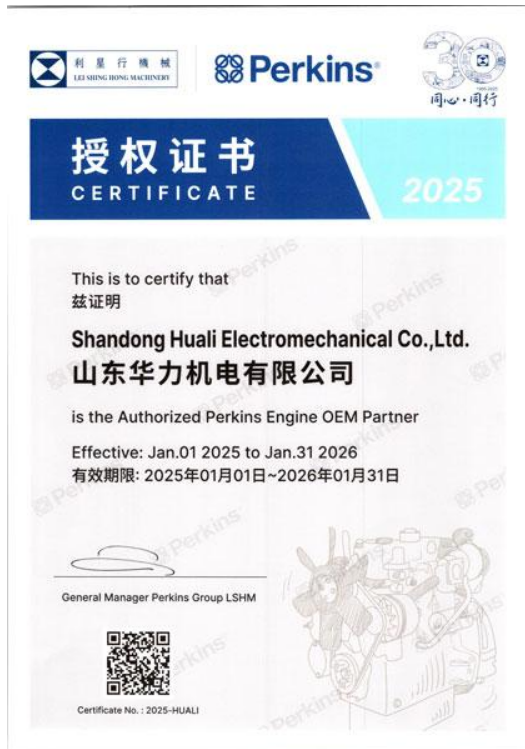 利星行機械
LEI SHING HONG MACHINERY
Perkins
30
1995-2025
同心·同行
授权证书
CERTIFICATE
2025
This is to certify that
兹证明
Shandong Huali Electromechanical Co.,Ltd.
山东华力机电有限公司
is the Authorized Perkins Engine OEM Partner
Effective: Jan.01 2025 to Jan.31 2026
有效期限: 2025年01月01日~2026年01月31日
General Manager Perkins Group LSHM
Certificate No. : 2025-HUALI